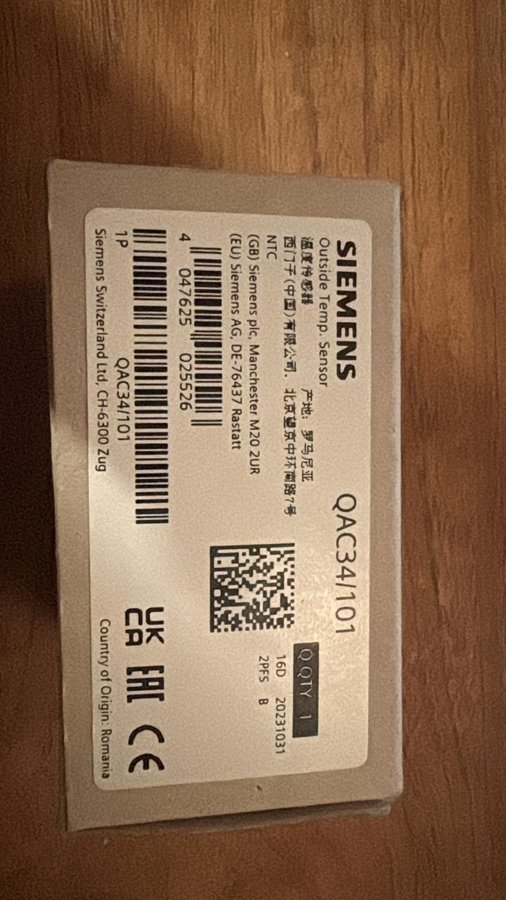 SIEMENS QAC34/101
Outside Temp. Sensor
温度传感器 产地: 罗马尼亚
西门子(中国)有限公司. 北京望京中环南路7号
NTC
(GB) Siemens plc, Manchester M20 2UR
(EU) Siemens AG, DE-76437 Rastatt
Q.QTY 1
16D 20231031
2PFS B
4 047625 025526
1P QAC34/101
Siemens Switzerland Ltd, CH-6300 Zug
UK
CA EAC CE
Country of Origin: Romania